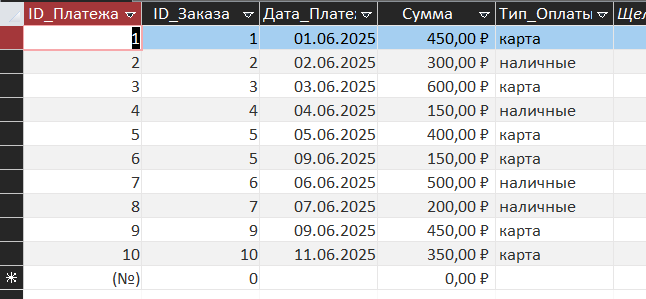 ID_Платежа ID_Заказа Дата_Плате Сумма Тип_Оплаты Щел
1 1 01.06.2025 450,00 ₽ карта
2 2 02.06.2025 300,00 ₽ наличные
3 3 03.06.2025 600,00 ₽ карта
4 4 04.06.2025 150,00 ₽ наличные
5 5 05.06.2025 400,00 ₽ карта
6 5 09.06.2025 150,00 ₽ карта
7 6 06.06.2025 500,00 ₽ наличные
8 7 07.06.2025 200,00 ₽ наличные
9 9 09.06.2025 450,00 ₽ карта
10 10 11.06.2025 350,00 ₽ карта
(№) 0 0,00 ₽